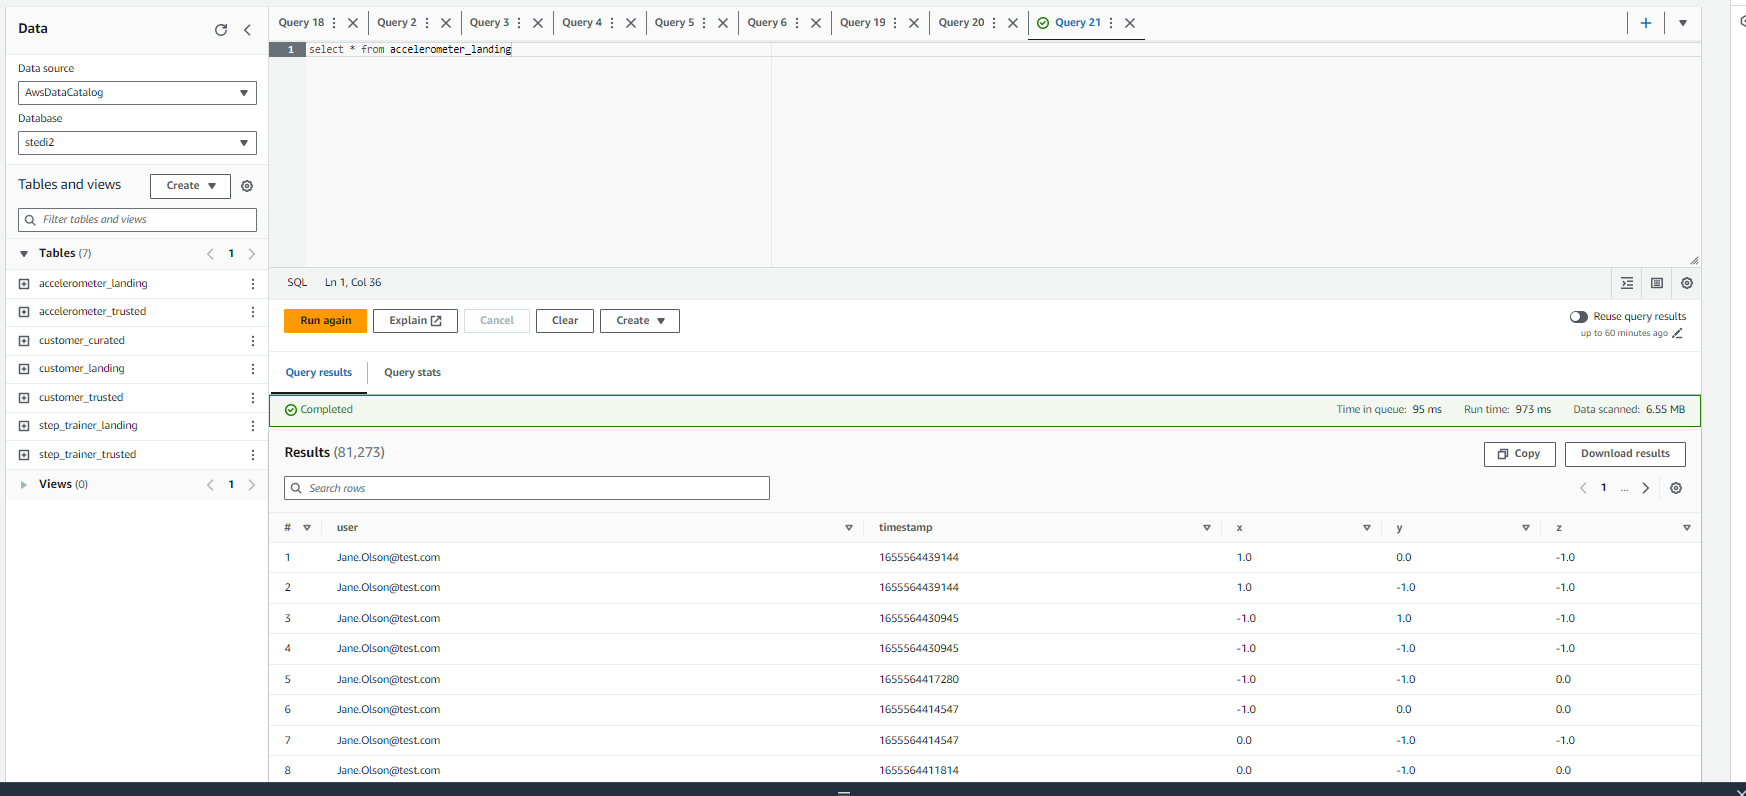 Data
Data source
AwsDataCatalog
Database
stedi2
Tables and views
Create
Filter tables and views
Tables (7)
1
accelerometer_landing
accelerometer_trusted
customer_curated
customer_landing
customer_trusted
step_trainer_landing
step_trainer_trusted
Views (0)
1
Query 18 Query 2 Query 3 Query 4 Query 5 Query 6 Query 19 Query 20 Query 21
1 select * from accelerometer_landing
SQL Ln 1, Col 36
Run again Explain Cancel Clear Create
Reuse query results
up to 60 minutes ago
Query results Query stats
Completed Time in queue: 95 ms Run time: 973 ms Data scanned: 6.55 MB
Results (81,273) Copy Download results
Search rows 1 ...
# user timestamp x y z
1 Jane.Olson@test.com 1655564439144 1.0 0.0 -1.0
2 Jane.Olson@test.com 1655564439144 1.0 -1.0 -1.0
3 Jane.Olson@test.com 1655564430945 -1.0 1.0 -1.0
4 Jane.Olson@test.com 1655564430945 -1.0 -1.0 -1.0
5 Jane.Olson@test.com 1655564417280 -1.0 -1.0 0.0
6 Jane.Olson@test.com 1655564414547 -1.0 0.0 0.0
7 Jane.Olson@test.com 1655564414547 0.0 -1.0 -1.0
8 Jane.Olson@test.com 1655564411814 0.0 -1.0 0.0